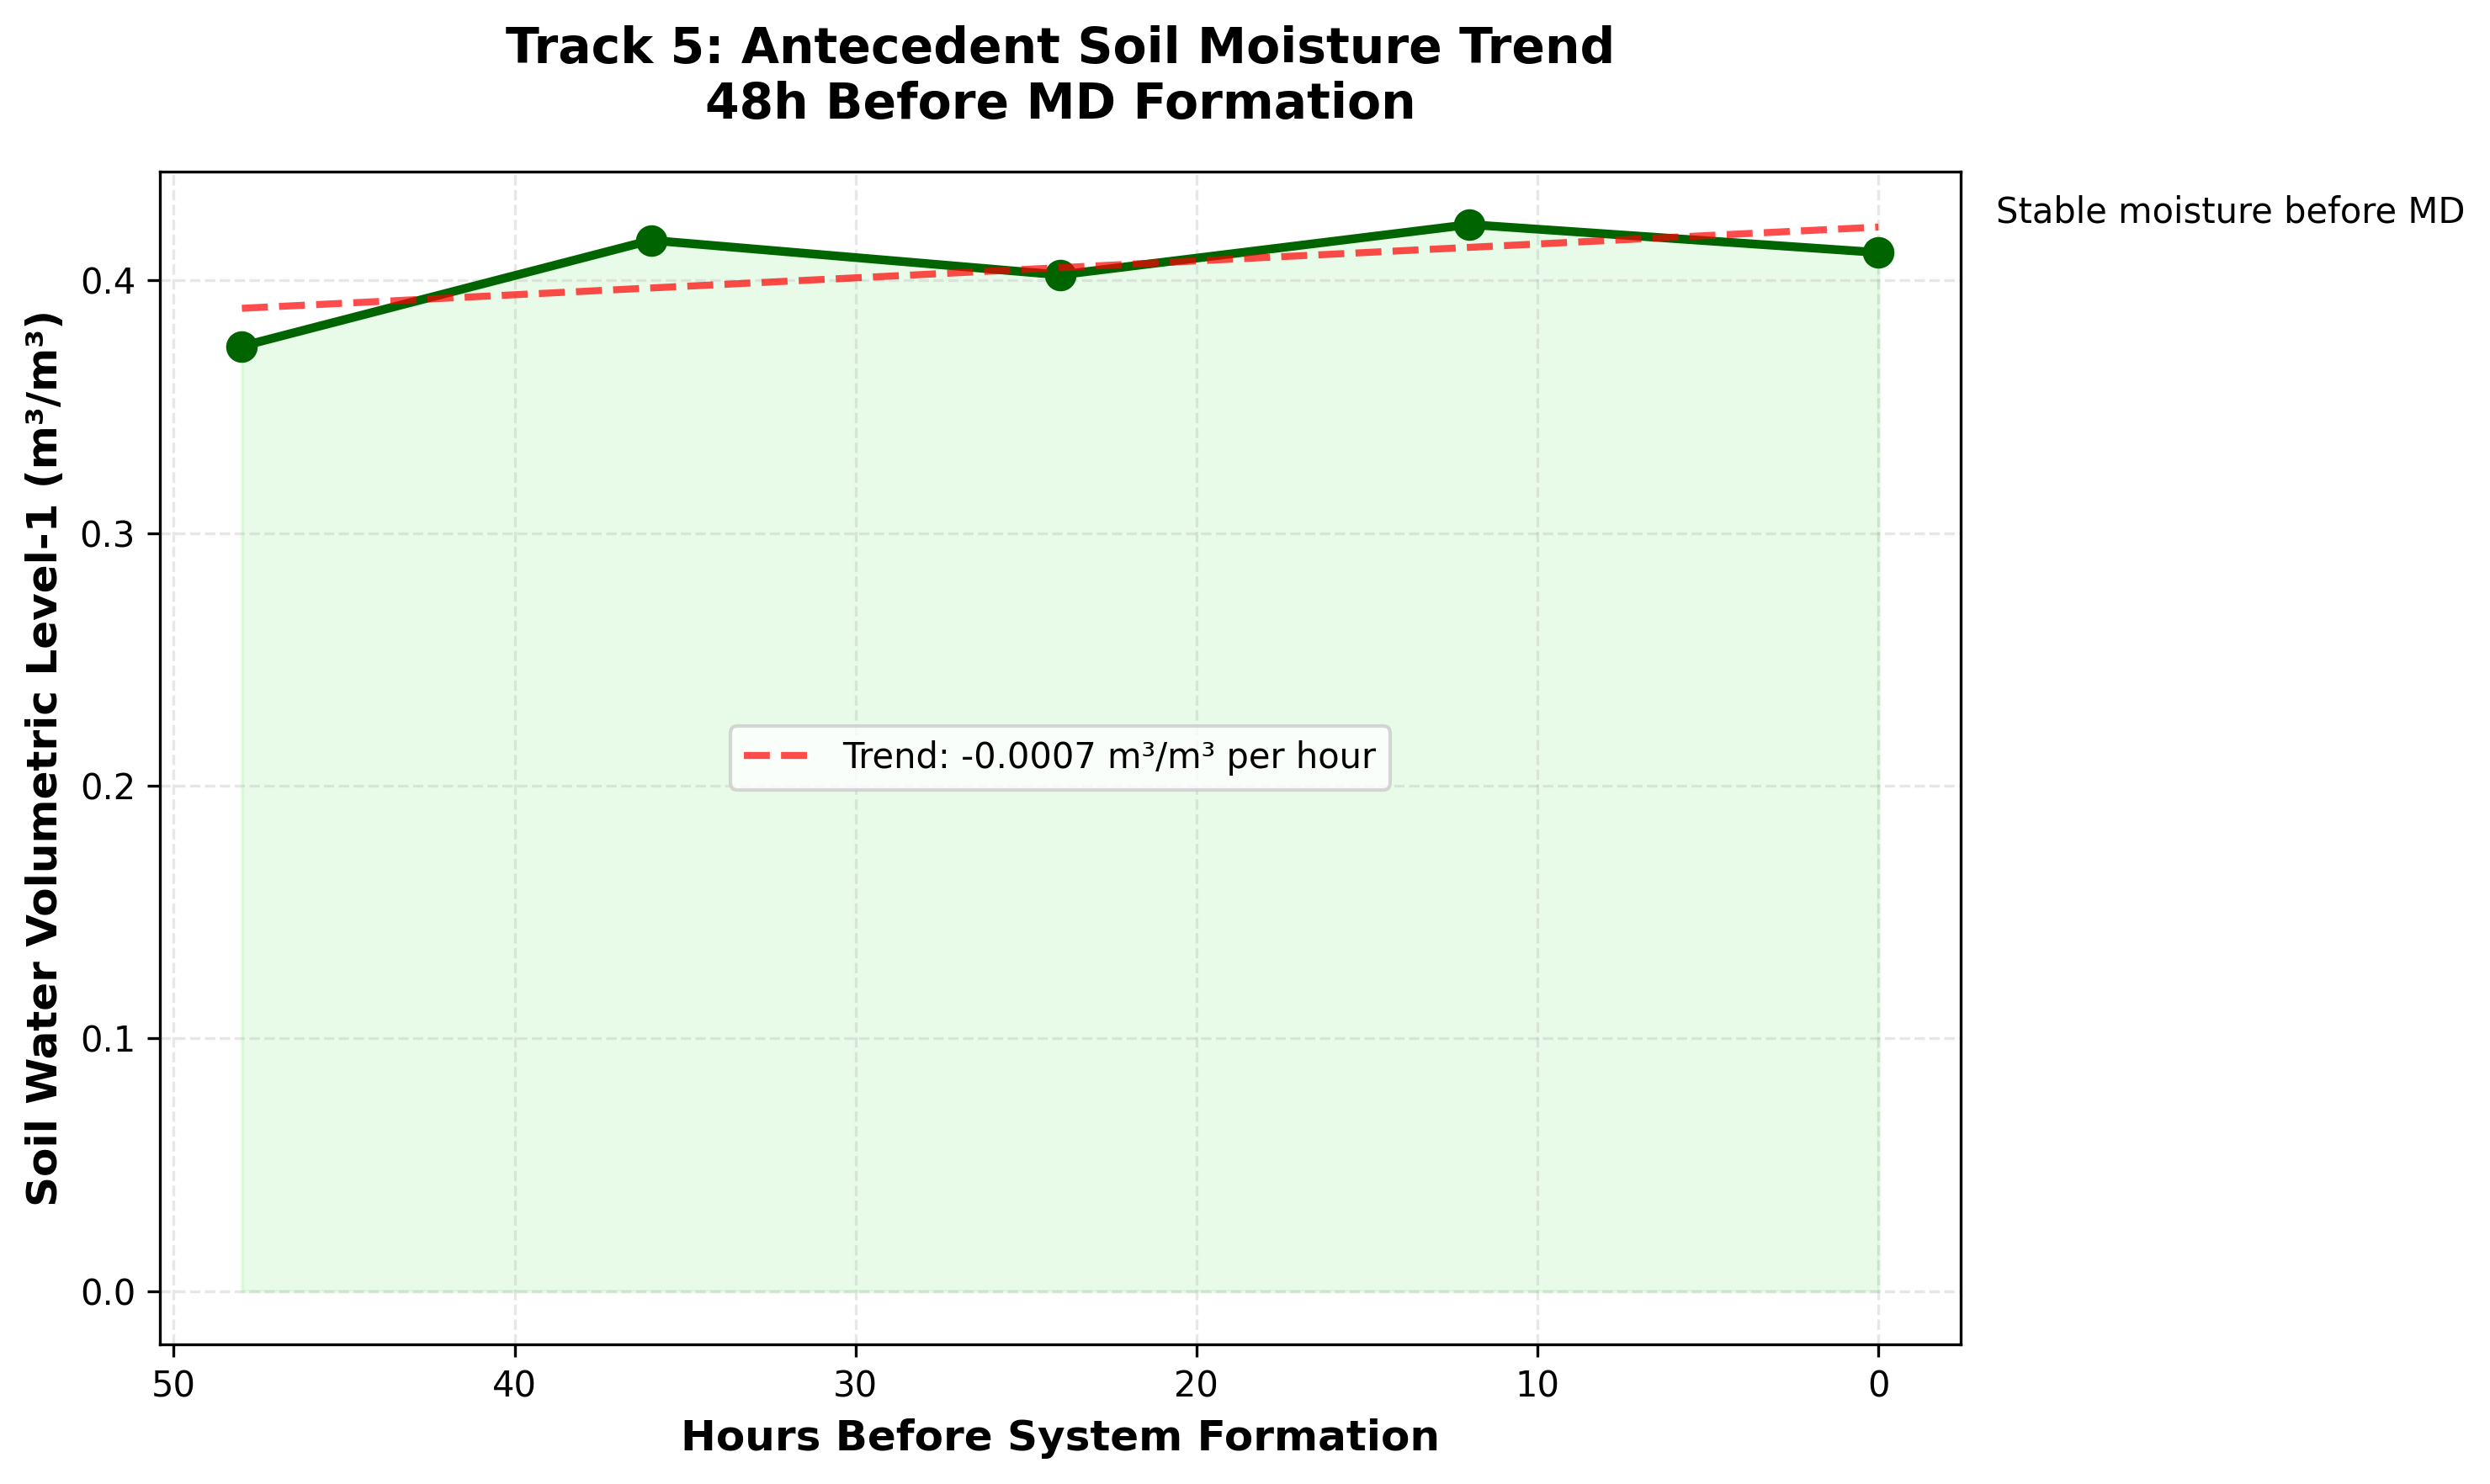 Track 5: Antecedent Soil Moisture Trend
48h Before MD Formation
Stable moisture before MD
Soil Water Volumetric Level-1 (m³/m³)
0.4
0.3
0.2
0.1
0.0
Trend: -0.0007 m³/m³ per hour
50 40 30 20 10 0
Hours Before System Formation